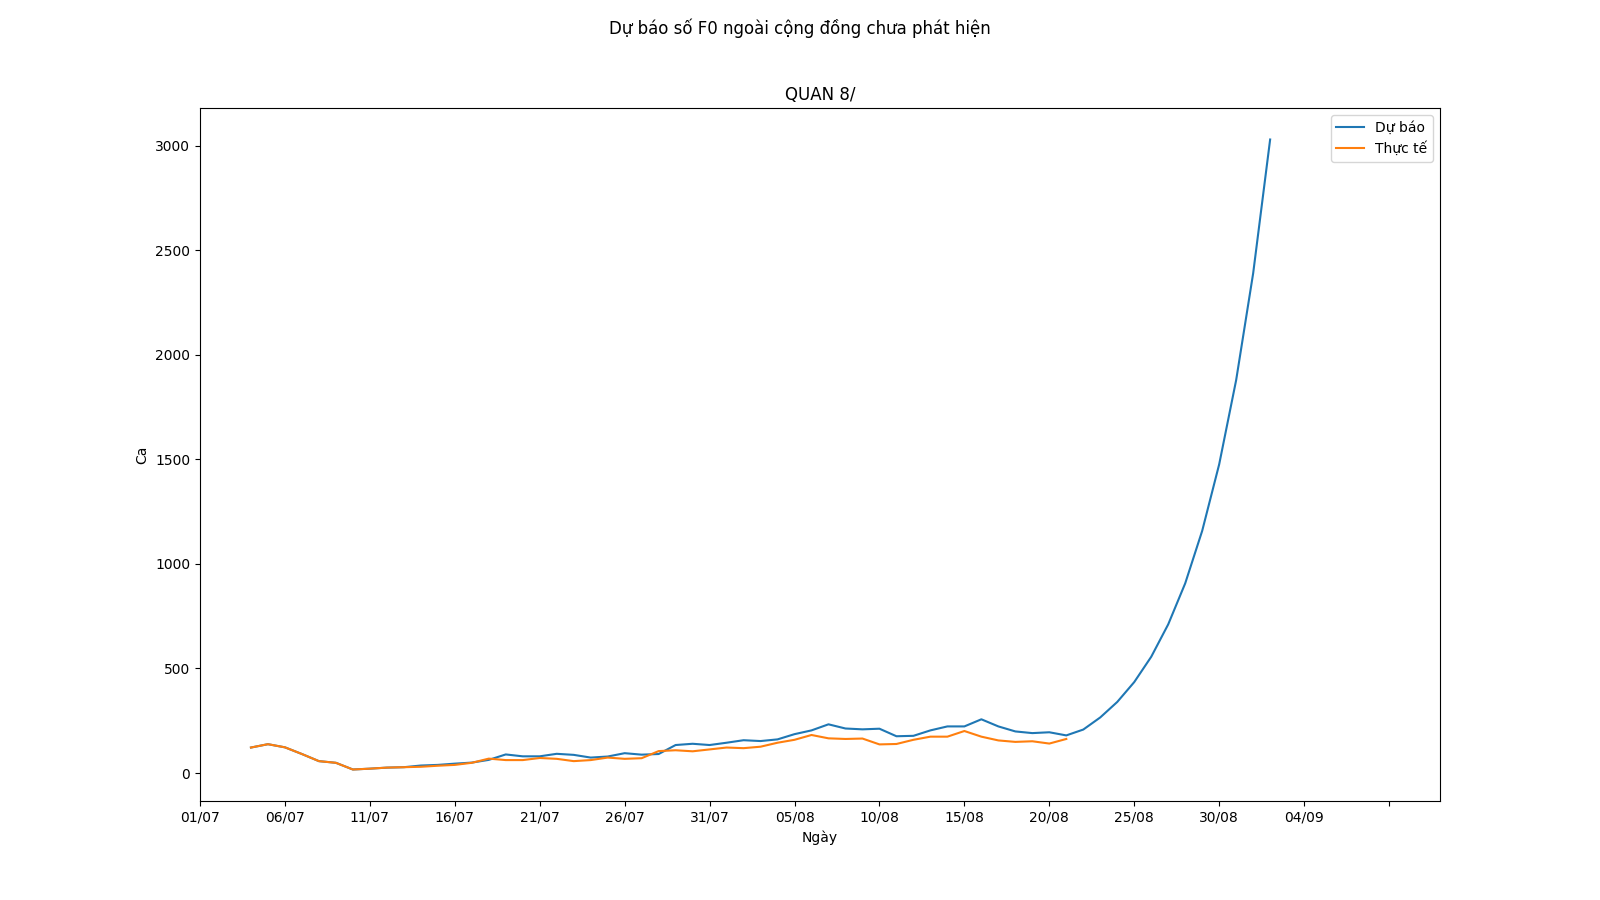 Dự báo số F0 ngoài cộng đồng chưa phát hiện
QUAN 8/
Dự báo
Thực tế
3000
2500
2000
1500
1000
500
0
Ca
01/07 06/07 11/07 16/07 21/07 26/07 31/07 05/08 10/08 15/08 20/08 25/08 30/08 04/09
Ngày